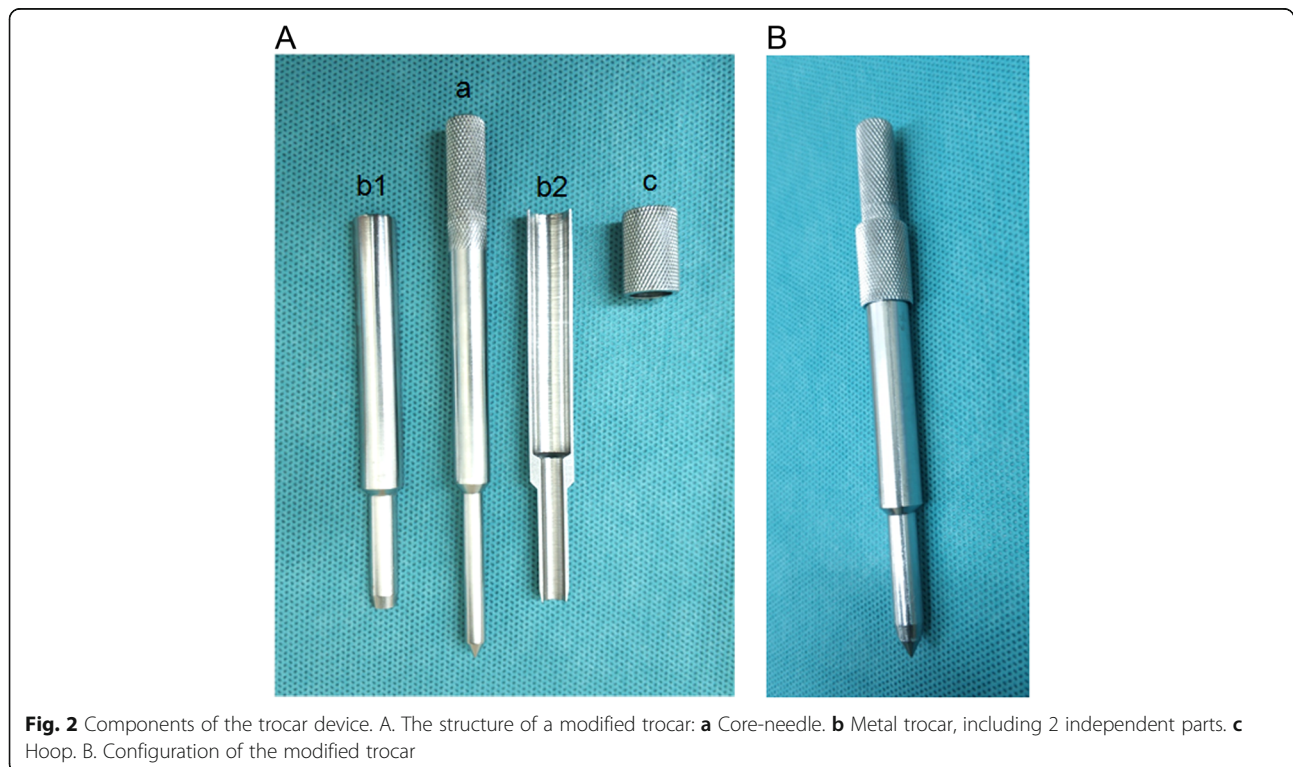 A
B
a
b1
b2
c
Fig. 2 Components of the trocar device. A. The structure of a modified trocar: a Core-needle. b Metal trocar, including 2 independent parts. c
Hoop. B. Configuration of the modified trocar